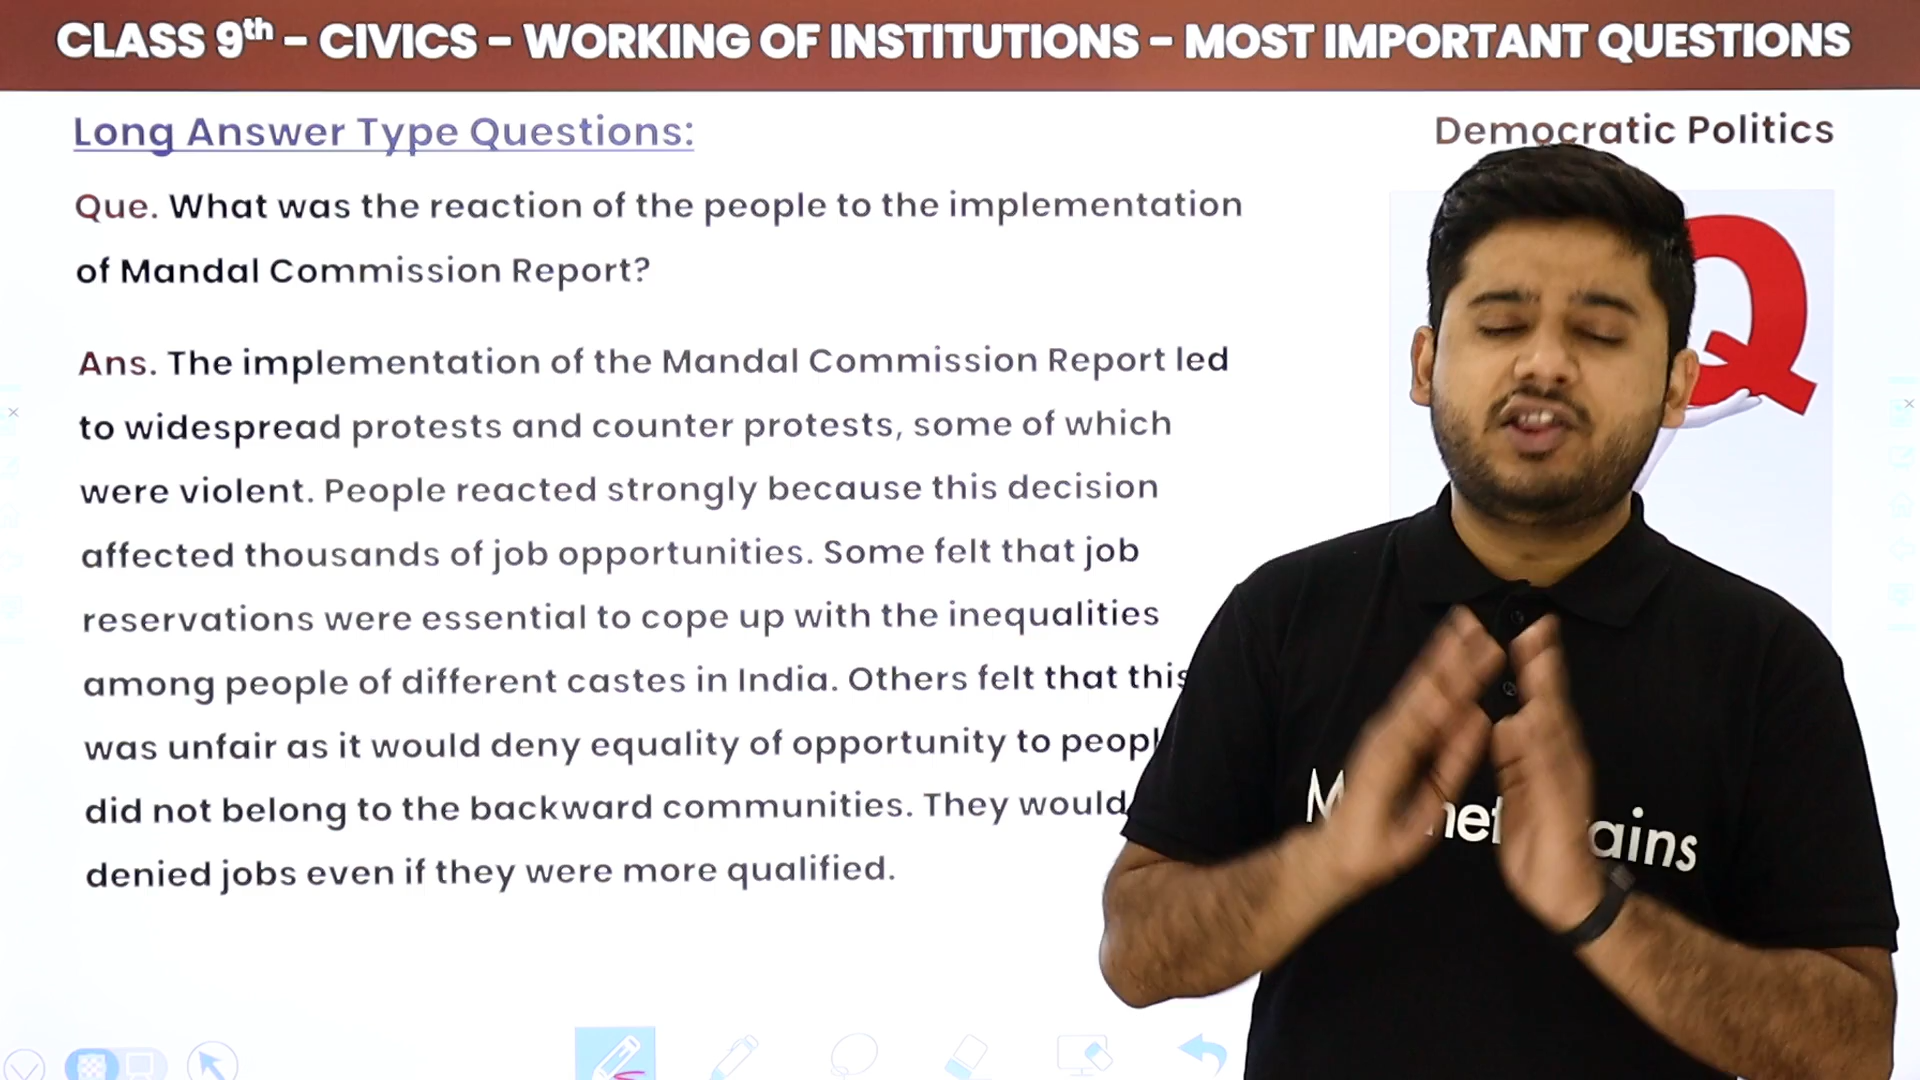 CLASS 9th – CIVICS – WORKING OF INSTITUTIONS – MOST IMPORTANT QUESTIONS
Long Answer Type Questions:
Democratic Politics
Que. What was the reaction of the people to the implementation
of Mandal Commission Report?
Q
Ans. The implementation of the Mandal Commission Report led
to widespread protests and counter protests, some of which
were violent. People reacted strongly because this decision
affected thousands of job opportunities. Some felt that job
reservations were essential to cope up with the inequalities
among people of different castes in India. Others felt that this
was unfair as it would deny equality of opportunity to
did not belong to the backward communities. They would
denied jobs even if they were more qualified.